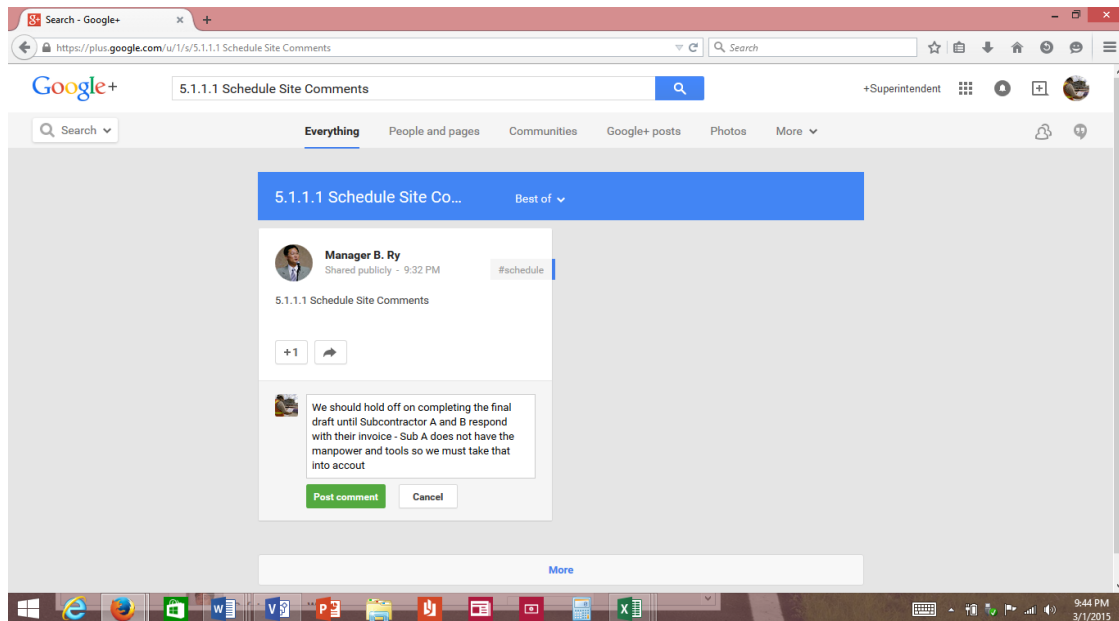 Search - Google+
https://plus.google.com/u/1/s/5.1.1.1 Schedule Site Comments
Search
Google+
5.1.1.1 Schedule Site Comments
+Superintendent
Search
Everything
People and pages
Communities
Google+ posts
Photos
More
5.1.1.1 Schedule Site Co...
Best of
Manager B. Ry
Shared publicly - 9:32 PM
#schedule
5.1.1.1 Schedule Site Comments
+1
We should hold off on completing the final
draft until Subcontractor A and B respond
with their invoice - Sub A does not have the
manpower and tools so we must take that
into accout
Post comment
Cancel
More
9:44 PM
3/1/2015